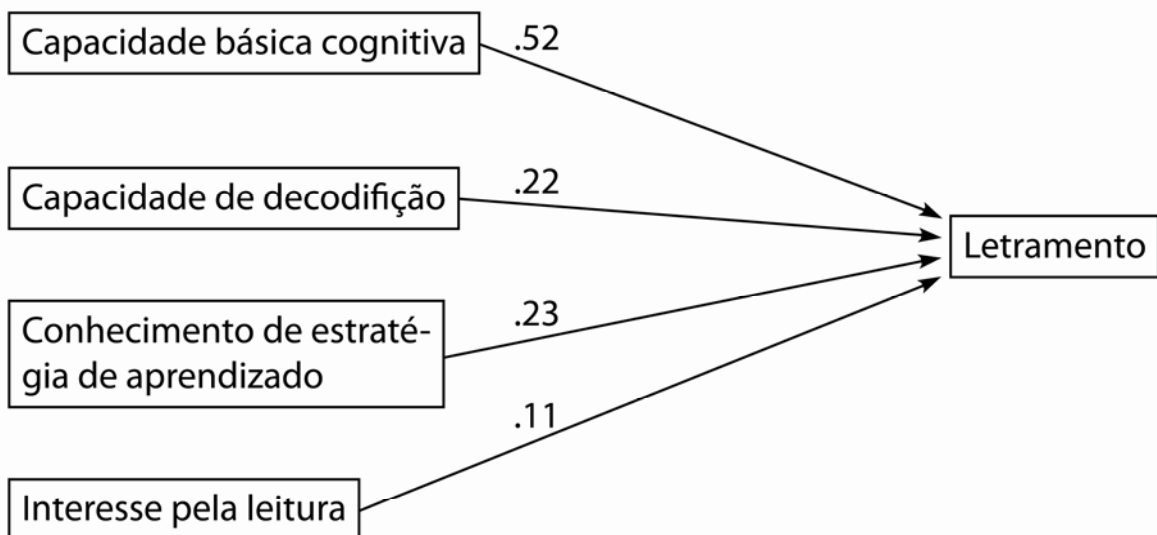 Capacidade básica cognitiva
.52
Capacidade de decodifição
.22
Letramento
Conhecimento de estraté-
gia de aprendizado
.23
.11
Interesse pela leitura